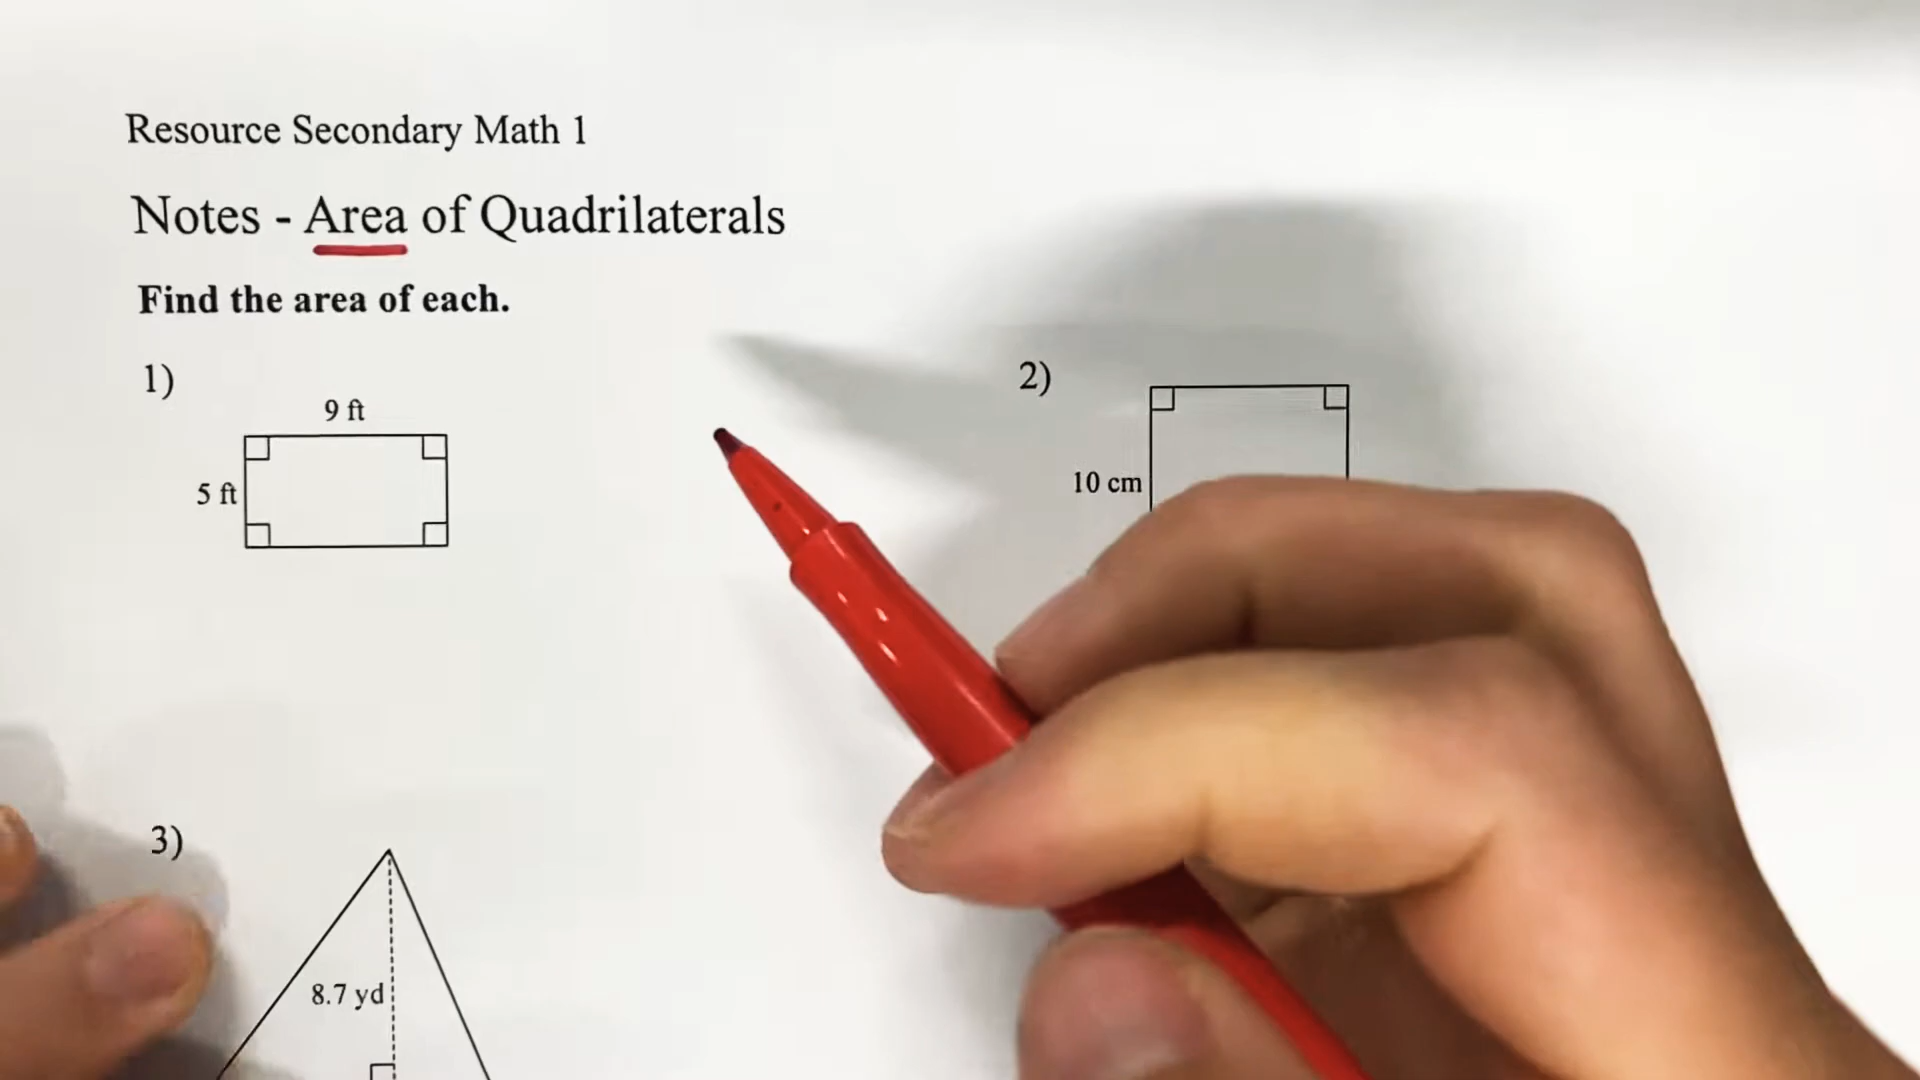 Resource Secondary Math 1
Notes - Area of Quadrilaterals
Find the area of each.
1)
9 ft
5 ft
2)
10 cm
3)
8.7 yd